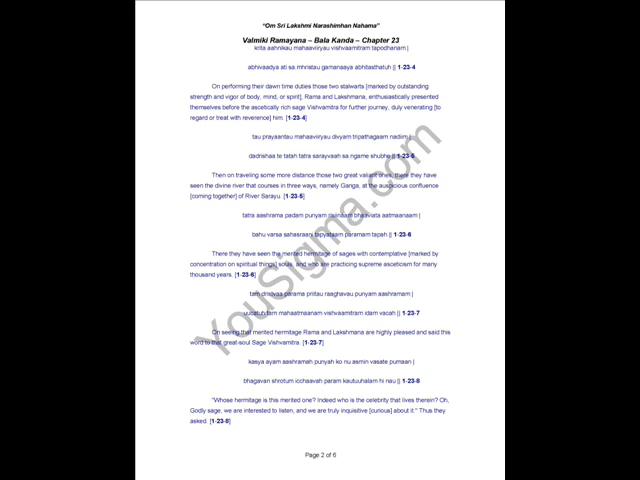 “Om Sri Lakshmi Narashimhan Nahama”
Valmiki Ramayana – Bala Kanda – Chapter 23
krita aahnikau mahaaviiryau vishvaamitram tapodhanam |
abhivaadya ati sa mhristau gamanaaya abhitasthatuh || 1-23-4
On performing their dawn time duties those two stalwarts [marked by outstanding
strength and vigor of body, mind, or spirit], Rama and Lakshmana, enthusiastically presented
themselves before the ascetically rich sage Vishvamitra for further journey, duly venerating [to
regard or treat with reverence] him. [1-23-4]
tau prayaantau mahaaviiryau divyam tripathagaam nadiim |
dadrishaa te tatah tatra sarayvaah sa ngame shubhe || 1-23-5
Then on traveling some more distance those two great valiant ones, there they have
seen the divine river that courses in three ways, namely Ganga, at the auspicious confluence
[coming together] of River Sarayu. [1-23-5]
tatra aashrama padam punyam riisinaam bhaaviata aatmaanaam |
bahu varsa sahasraani tapyataam paramam tapah || 1-23-6
There they have seen the merited hermitage of sages with contemplative [marked by
concentration on spiritual things] souls, and who are practicing supreme asceticism for many
thousand years. [1-23-6]
tam dristvaa parama priitau raaghavau punyam aashramam |
uucatuh tam mahaatmaanam vishvaamitram idam vacah || 1-23-7
On seeing that merited hermitage Rama and Lakshmana are highly pleased and said this
word to that great-soul Sage Vishvamitra. [1-23-7]
kasya ayam aashramah punyah ko nu asmin vasate pumaan |
bhagavan shrotum icchaavah param kautuuhalam hi nau || 1-23-8
"Whose hermitage is this merited one? Indeed who is the celebrity that lives therein? Oh,
Godly sage, we are interested to listen, and we are truly inquisitive [curious] about it." Thus they
asked. [1-23-8]
Page 2 of 6
YouSigma.com